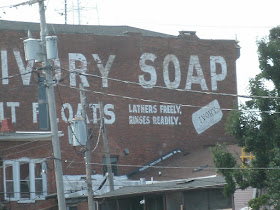 IVORY SOAP
IT FLOATS
LATHERS FREELY.
RINSES READILY.
IVORY